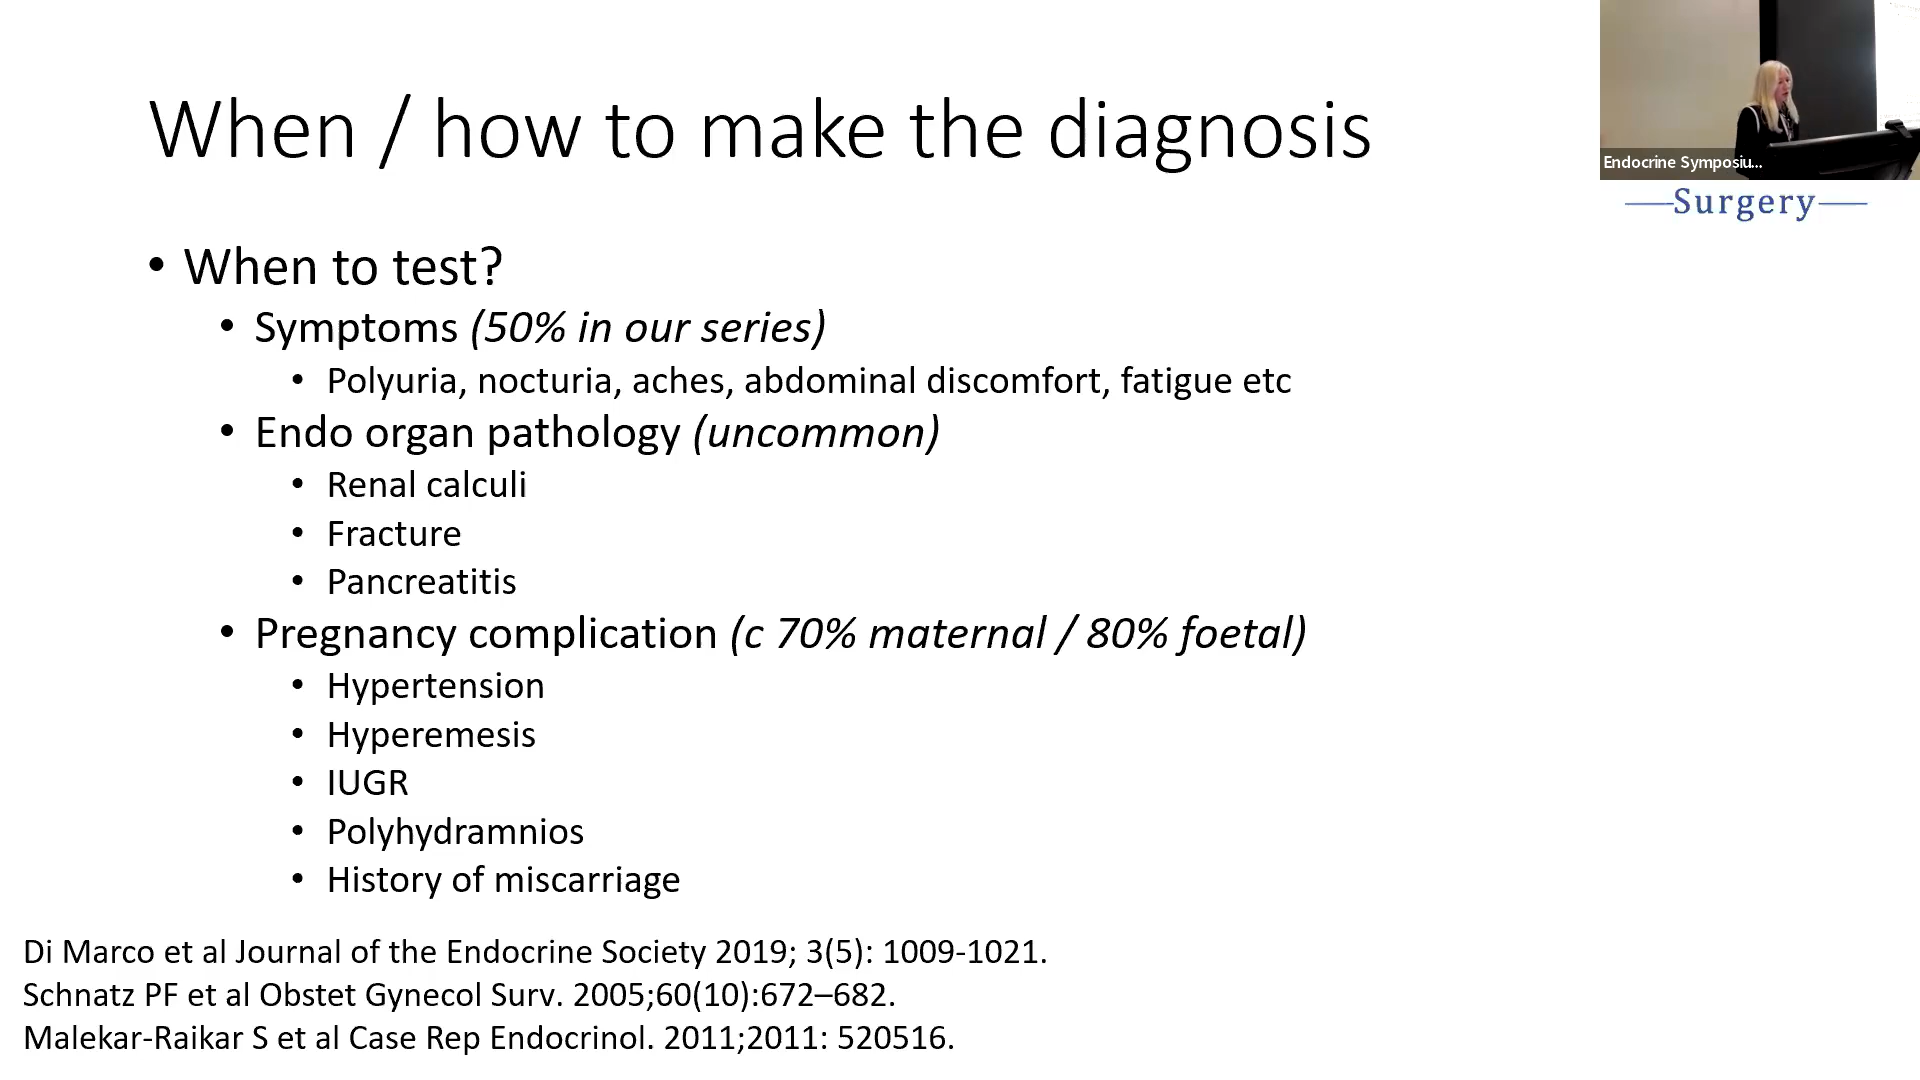 When / how to make the diagnosis
Endocrine Symposiu...
Surgery
• When to test?
• Symptoms (50% in our series)
• Polyuria, nocturia, aches, abdominal discomfort, fatigue etc
• Endo organ pathology (uncommon)
• Renal calculi
• Fracture
• Pancreatitis
• Pregnancy complication (c 70% maternal / 80% foetal)
• Hypertension
• Hyperemesis
• IUGR
• Polyhydramnios
• History of miscarriage
Di Marco et al Journal of the Endocrine Society 2019; 3(5): 1009-1021.
Schnatz PF et al Obstet Gynecol Surv. 2005;60(10):672–682.
Malekar-Raikar S et al Case Rep Endocrinol. 2011;2011: 520516.